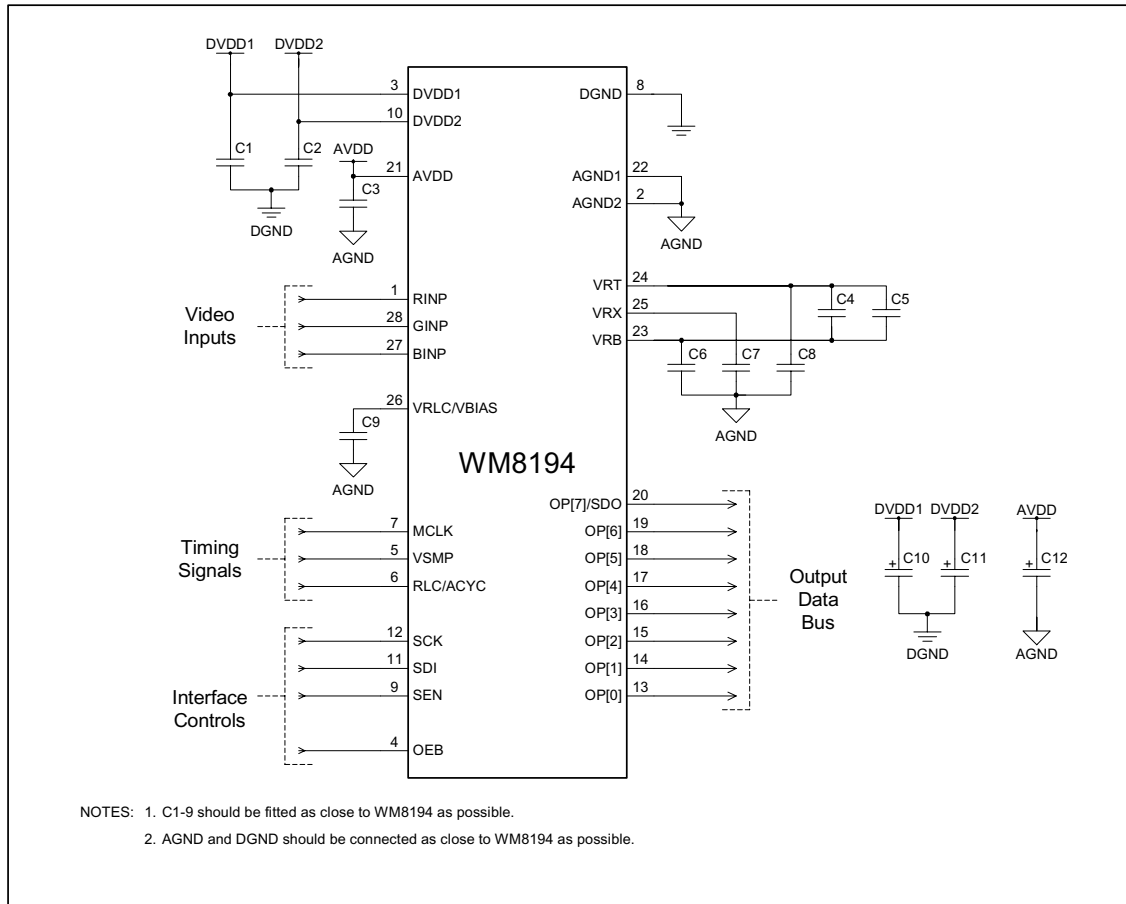 DVDD1 DVDD2
3 DVDD1
10 DVDD2
C1 C2
DGND
AVDD
21 AVDD
C3
AGND
DGND 8
AGND1 22
AGND2 2
AGND
Video
Inputs
1 RINP
28 GINP
27 BINP
VRT 24
VRX 25
VRB 23
C4 C5
C6 C7 C8
AGND
26 VRLC/VBIAS
C9
AGND
WM8194
Timing
Signals
7 MCLK
5 VSMP
6 RLC/ACYC
Interface
Controls
12 SCK
11 SDI
9 SEN
4 OEB
OP[7]/SDO 20
OP[6] 19
OP[5] 18
OP[4] 17
OP[3] 16
OP[2] 15
OP[1] 14
OP[0] 13
Output
Data
Bus
DVDD1 DVDD2
+ C10 + C11
DGND
AVDD
+ C12
AGND
NOTES: 1. C1-9 should be fitted as close to WM8194 as possible.
2. AGND and DGND should be connected as close to WM8194 as possible.